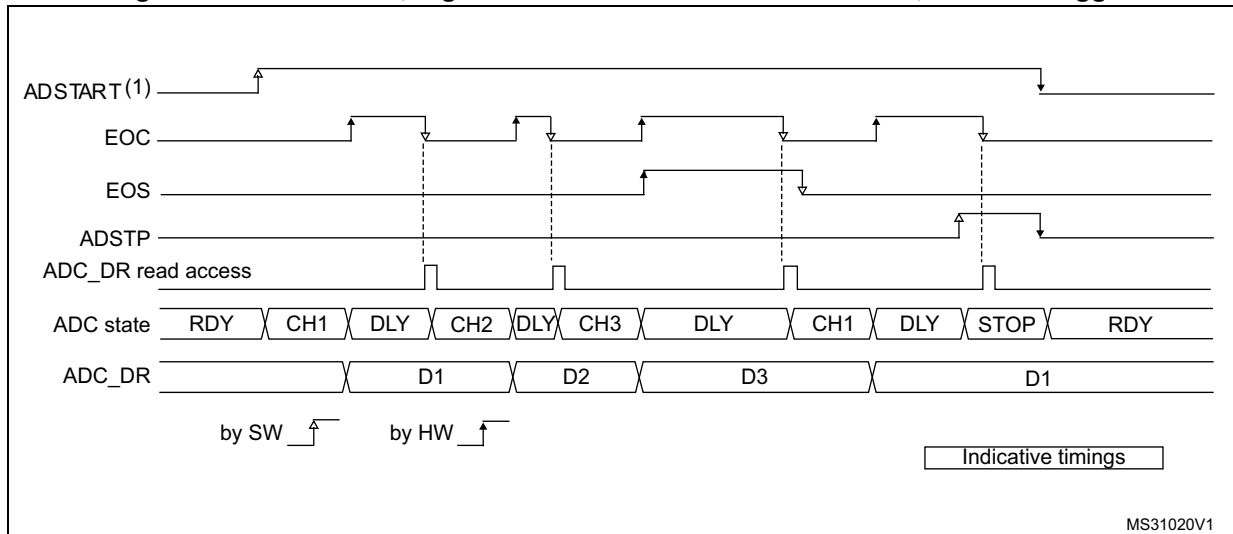 ADSTART(1)
EOC
EOS
ADSTP
ADC_DR read access
ADC state RDY CH1 DLY CH2 DLY CH3 DLY CH1 DLY STOP RDY
ADC_DR D1 D2 D3 D1
by SW by HW
Indicative timings
MS31020V1